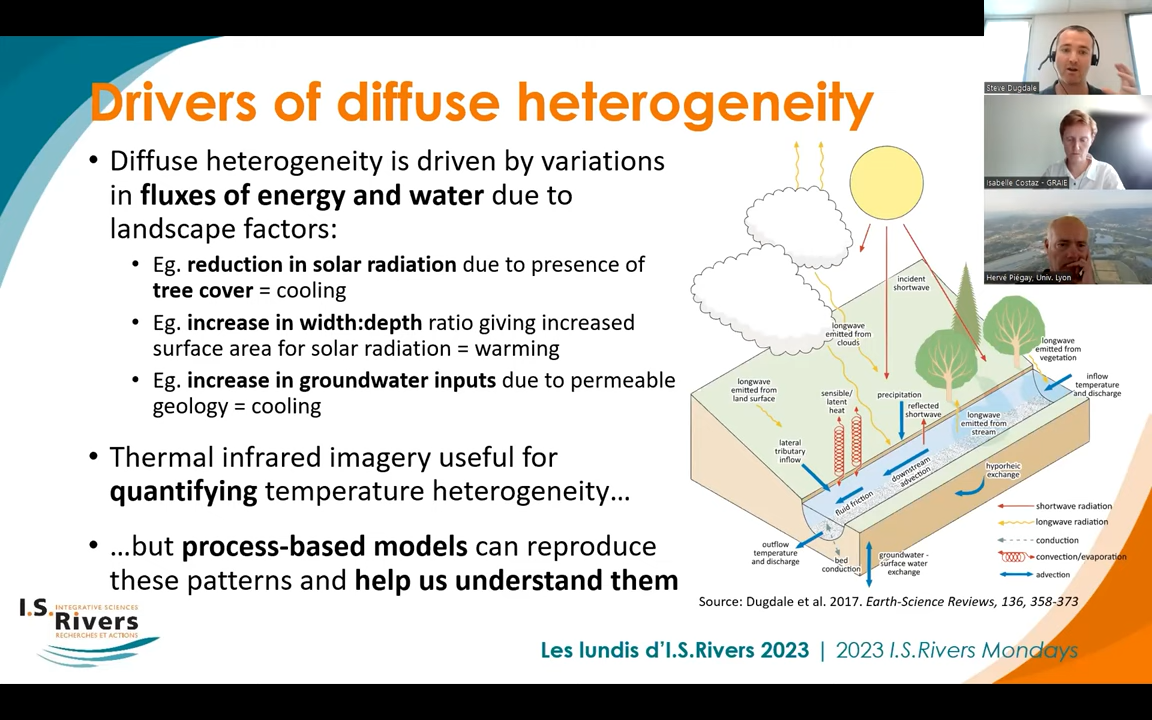 Drivers of diffuse heterogeneity
• Diffuse heterogeneity is driven by variations
in fluxes of energy and water due to
landscape factors:
• Eg. reduction in solar radiation due to presence of
tree cover = cooling
• Eg. increase in width:depth ratio giving increased
surface area for solar radiation = warming
• Eg. increase in groundwater inputs due to permeable
geology = cooling
• Thermal infrared imagery useful for
quantifying temperature heterogeneity…
• …but process-based models can reproduce
these patterns and help us understand them
incident
shortwave
longwave
emitted from
clouds
longwave
emitted from
vegetation
longwave
emitted from
land surface
sensible/
latent
heat
precipitation
reflected
shortwave
inflow
temperature
and discharge
longwave
emitted from
stream
lateral
tributary
inflow
downstream
advection
hyporheic
exchange
fluid friction
outflow
temperature
and discharge
bed
conduction
groundwater -
surface water
exchange
shortwave radiation
longwave radiation
conduction
convection/evaporation
advection
Source: Dugdale et al. 2017. Earth-Science Reviews, 136, 358-373
I.S.
INTEGRATIVE SCIENCES
Rivers
RECHERCHES ET ACTIONS
Les lundis d’I.S.Rivers 2023 | 2023 I.S.Rivers Mondays
Steve Dugdale
Isabelle Costaz - GRAIE
Hervé Piégay, Univ. Lyon